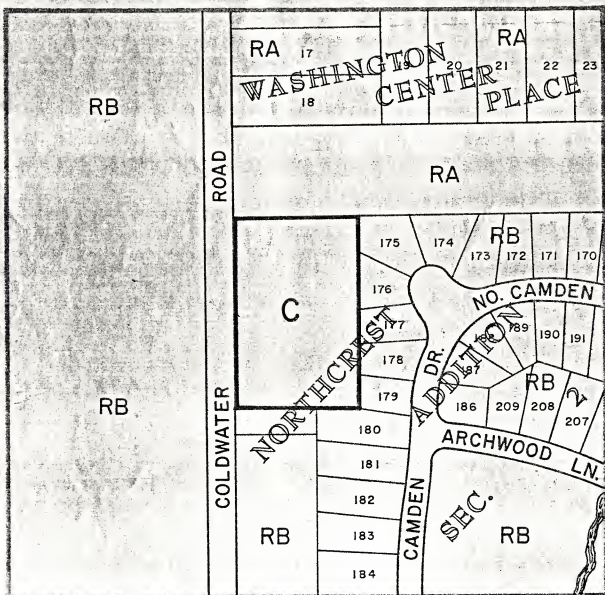 RA 17 19 20 RA 21 22 23
WASHINGTON CENTER PLACE
18
RB
RA
COLDWATER ROAD
175 174 RB 173 172 171 170
176
NO. CAMDEN DR.
C
177
NORTHCREST ADDITION
188 189 190 191
178
187
179
RB
186 209 208 207
2
RB
180
ARCHWOOD LN.
181
182
SEC.
RB
183
RB
CAMDEN
184